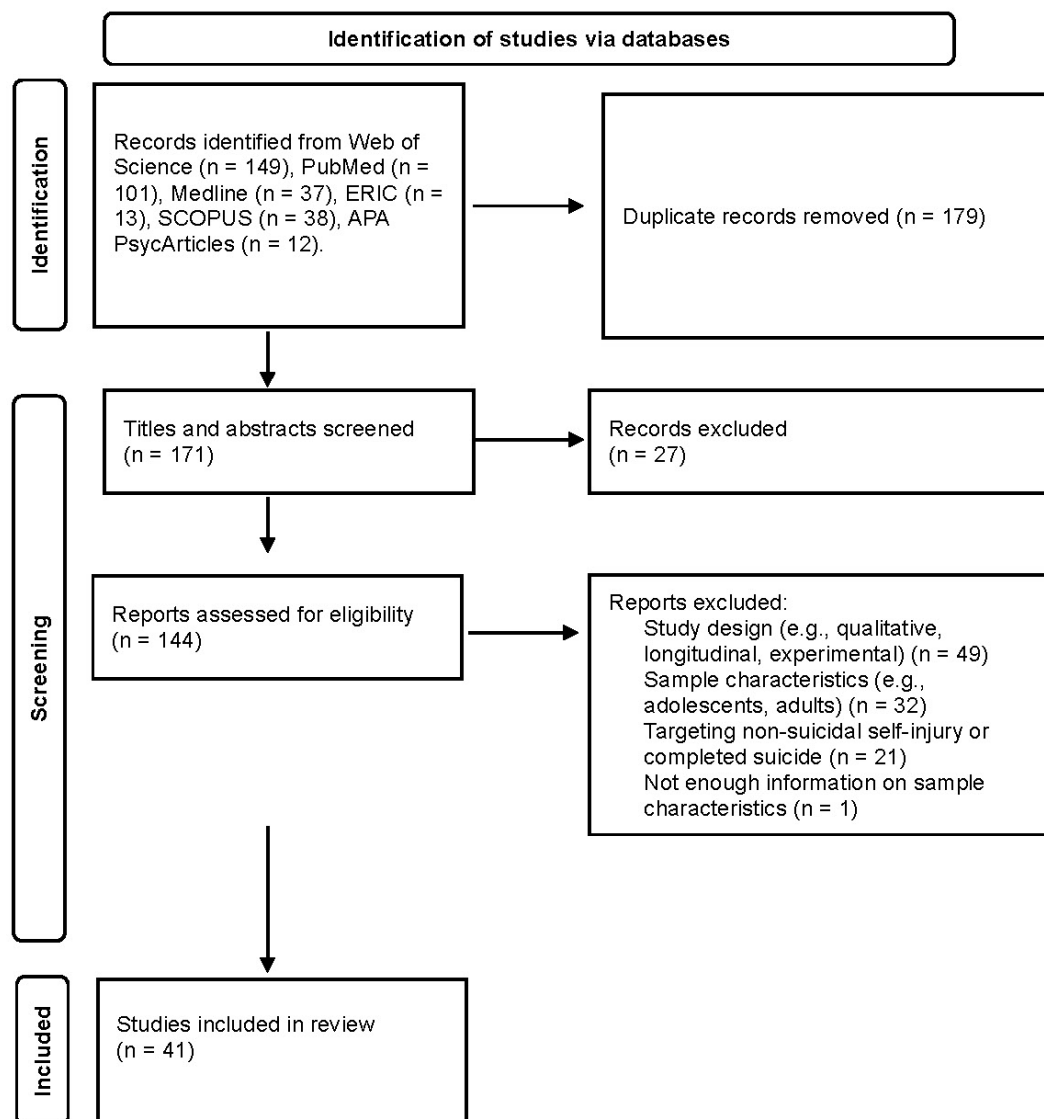 Identification of studies via databases
Identification
Records identified from Web of
Science (n = 149), PubMed (n =
101), Medline (n = 37), ERIC (n =
13), SCOPUS (n = 38), APA
PsycArticles (n = 12).
Duplicate records removed (n = 179)
Screening
Titles and abstracts screened
(n = 171)
Records excluded
(n = 27)
Reports assessed for eligibility
(n = 144)
Reports excluded:
Study design (e.g., qualitative,
longitudinal, experimental) (n = 49)
Sample characteristics (e.g.,
adolescents, adults) (n = 32)
Targeting non-suicidal self-injury or
completed suicide (n = 21)
Not enough information on sample
characteristics (n = 1)
Included
Studies included in review
(n = 41)